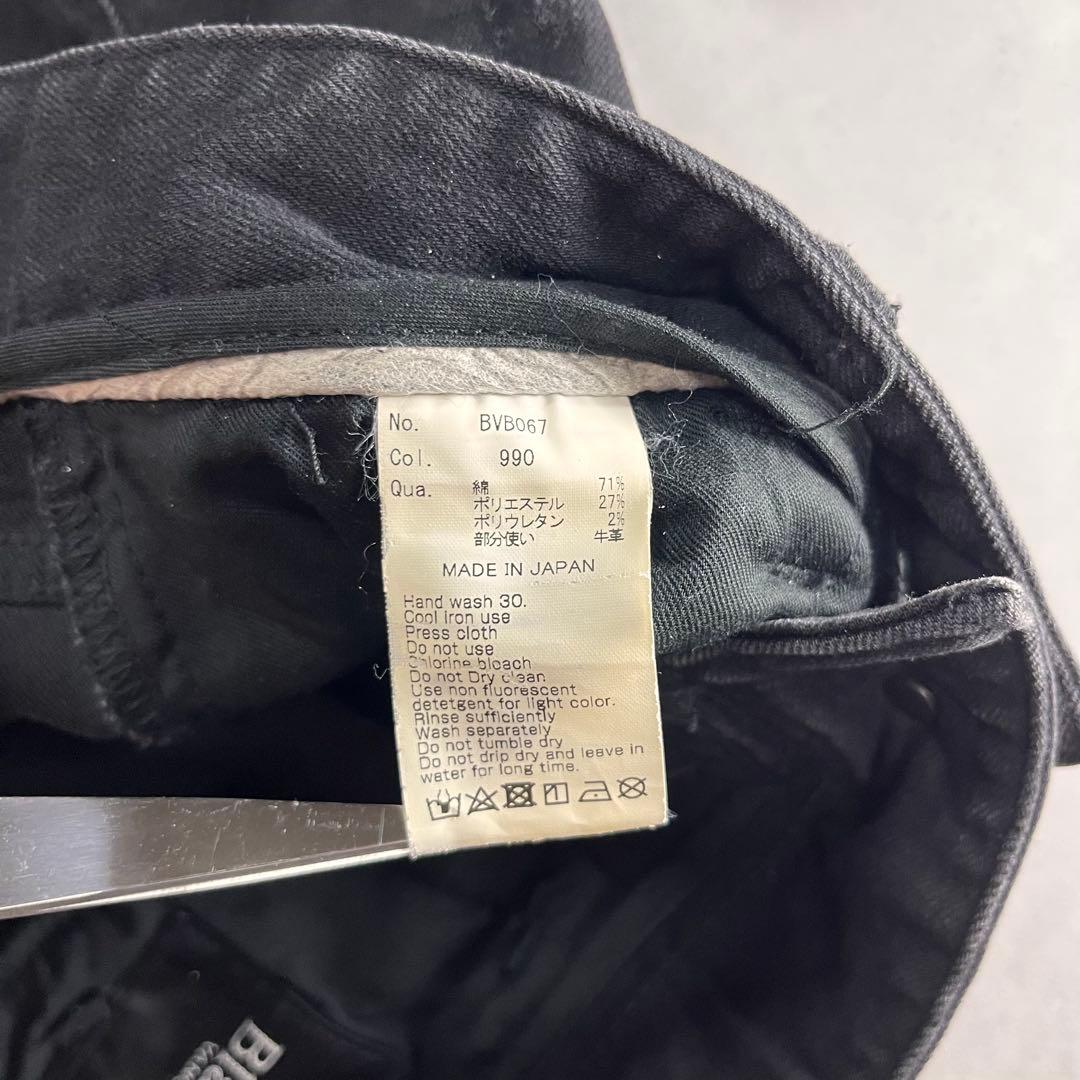 No. BVB067
Col. 990
Qua. 綿 71%
ポリエステル 27%
ポリウレタン 2%
部分使い 牛革
MADE IN JAPAN
Hand wash 30.
Cool iron use
Press cloth
Do not use
Chlorine bleach
Do not Dry clean
Use non fluorescent
detetgent for light color.
Rinse sufficiently
Wash separately
Do not tumble dry
Do not drip dry and leave in
water for long time.